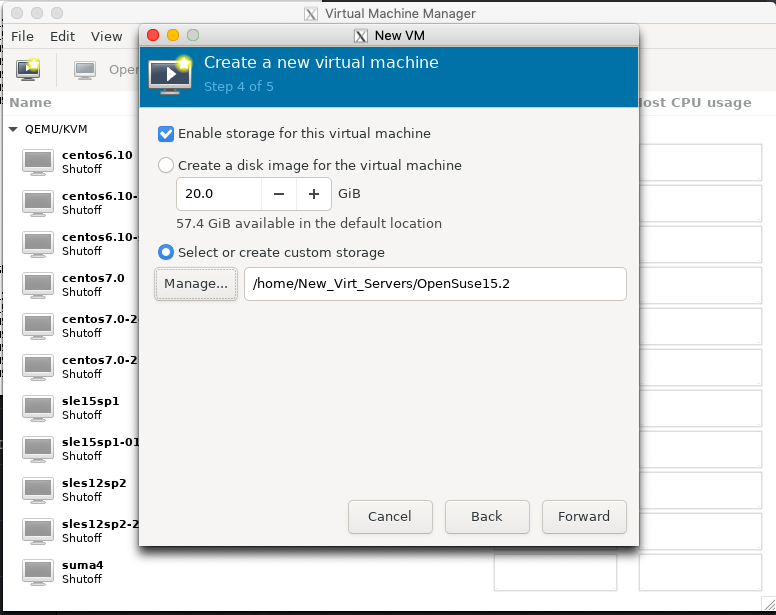 Virtual Machine Manager
File Edit View
New VM
Create a new virtual machine
Step 4 of 5
Name
QEMU/KVM
centos6.10
Shutoff
centos6.10-
Shutoff
centos6.10-
Shutoff
centos7.0
Shutoff
centos7.0-2
Shutoff
centos7.0-2
Shutoff
sle15sp1
Shutoff
sle15sp1-01
Shutoff
sles12sp2
Shutoff
sles12sp2-2
Shutoff
suma4
Shutoff
Enable storage for this virtual machine
Create a disk image for the virtual machine
20.0 − + GiB
57.4 GiB available in the default location
Select or create custom storage
Manage... /home/New_Virt_Servers/OpenSuse15.2
Cancel Back Forward
CPU usage